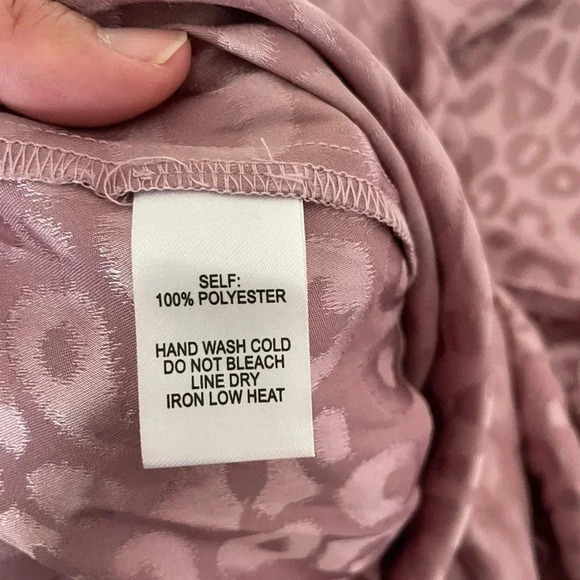 SELF:
100% POLYESTER
HAND WASH COLD
DO NOT BLEACH
LINE DRY
IRON LOW HEAT